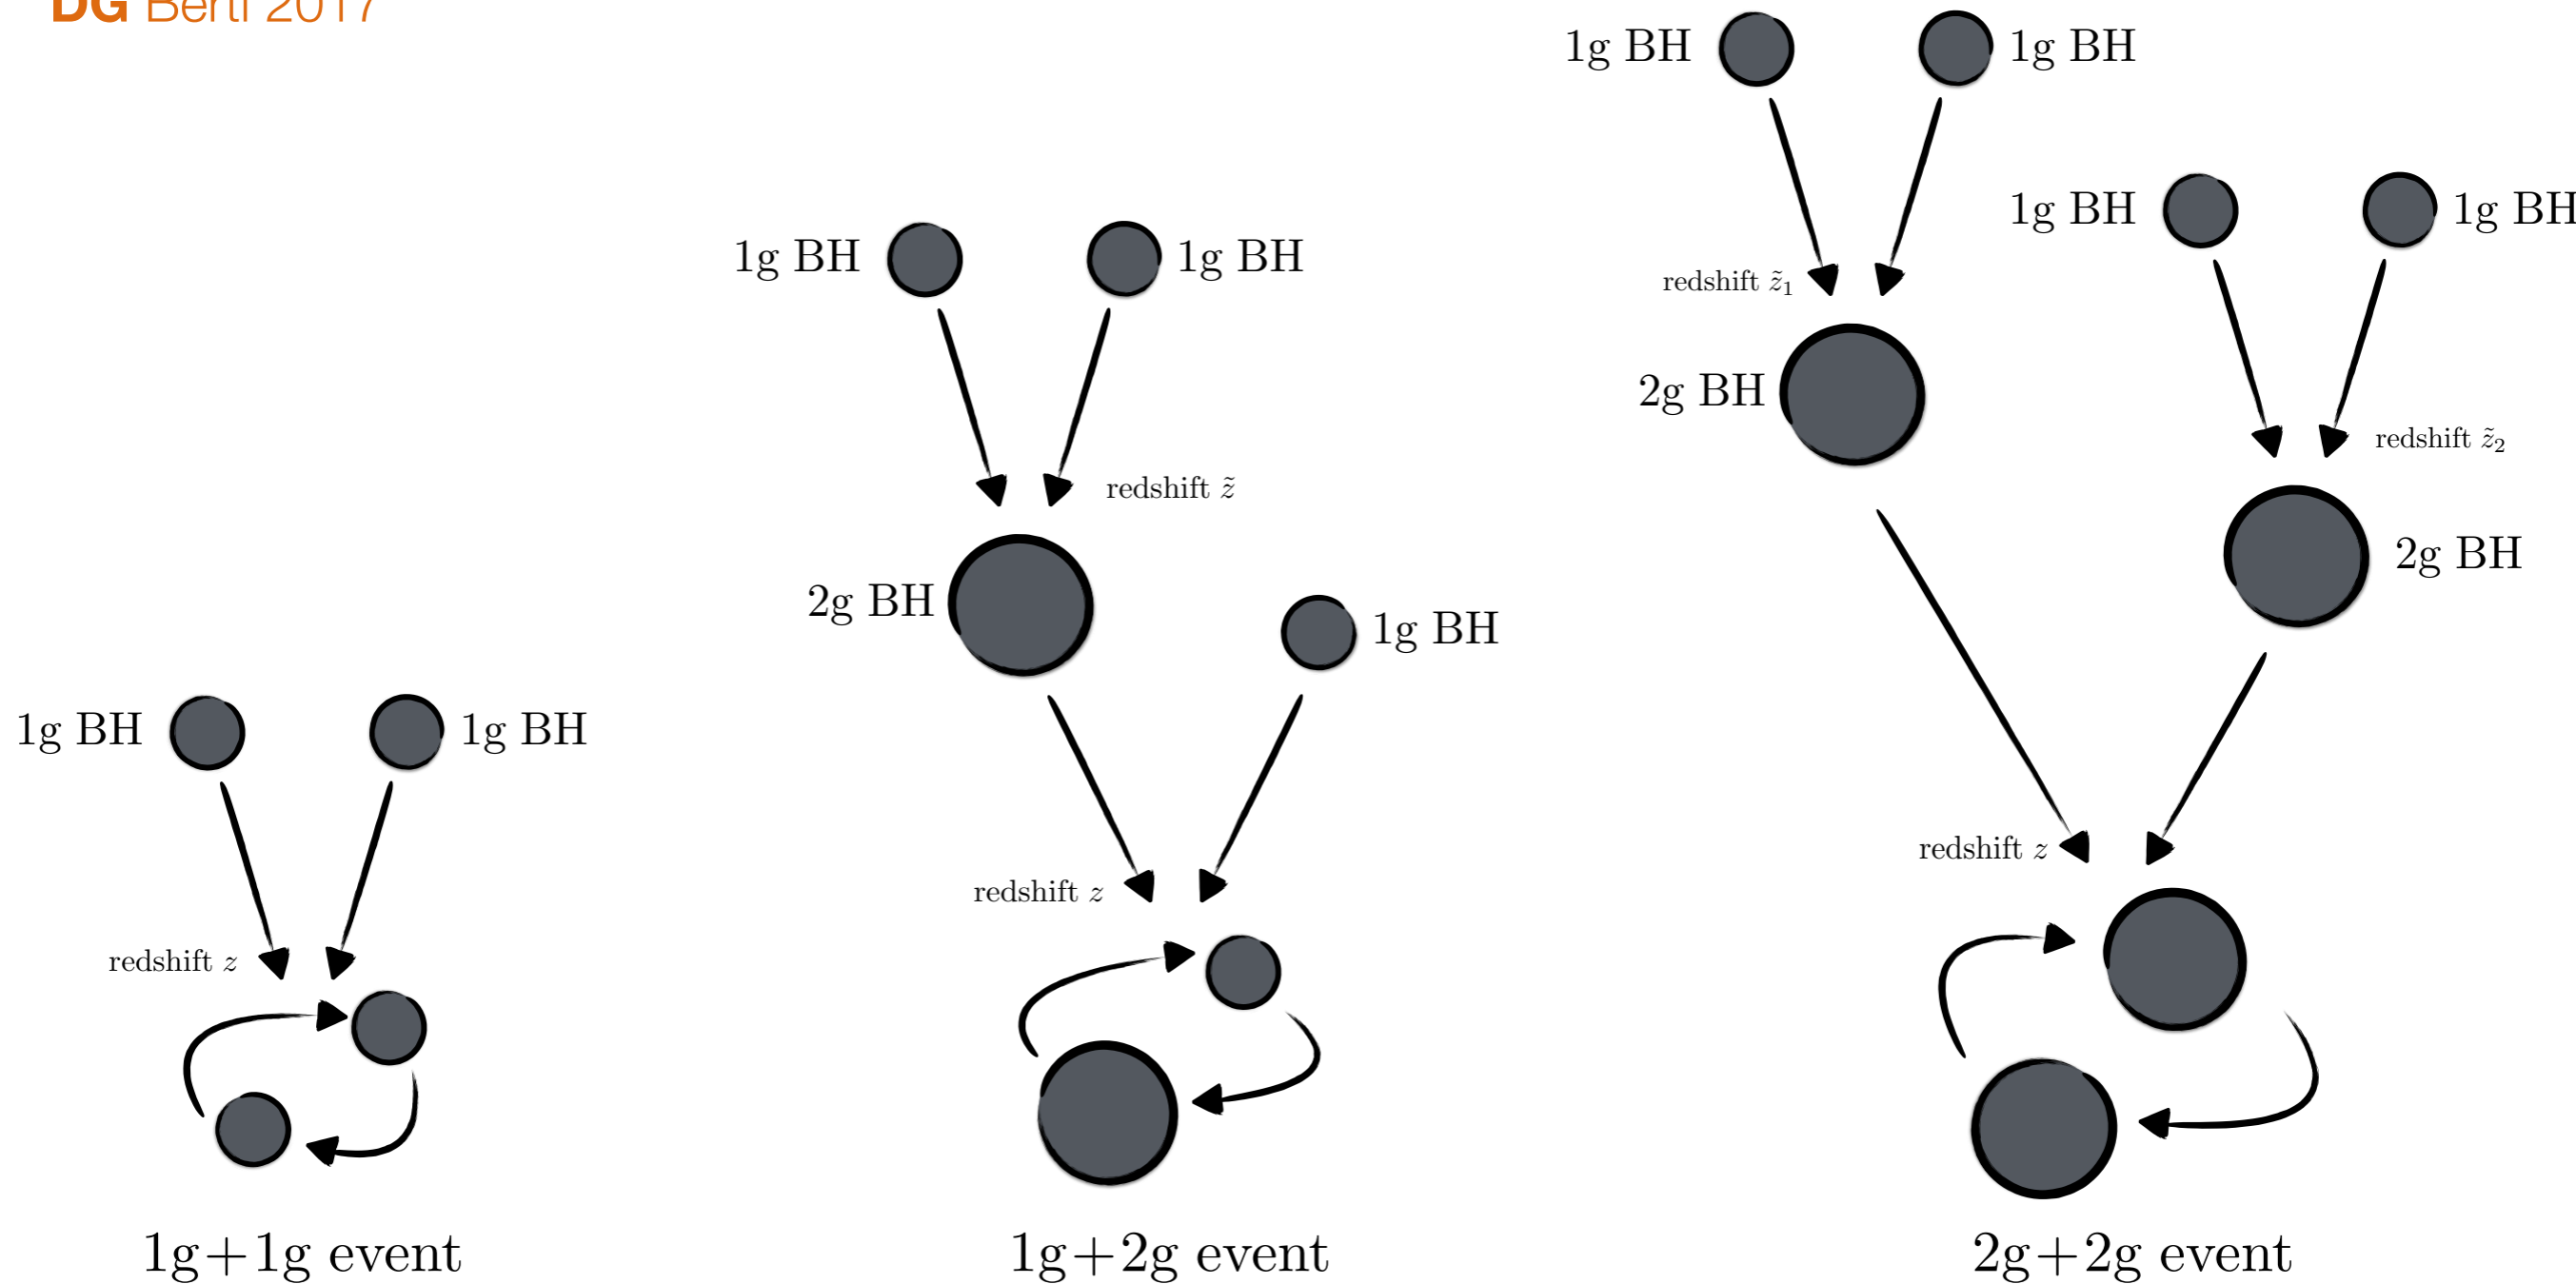 DG Berti 2017
1g BH 1g BH
redshift z
1g+1g event
1g BH 1g BH
redshift z̃
2g BH 1g BH
redshift z
1g+2g event
1g BH 1g BH
1g BH 1g BH
redshift z̃₁
2g BH
redshift z̃₂
2g BH
redshift z
2g+2g event